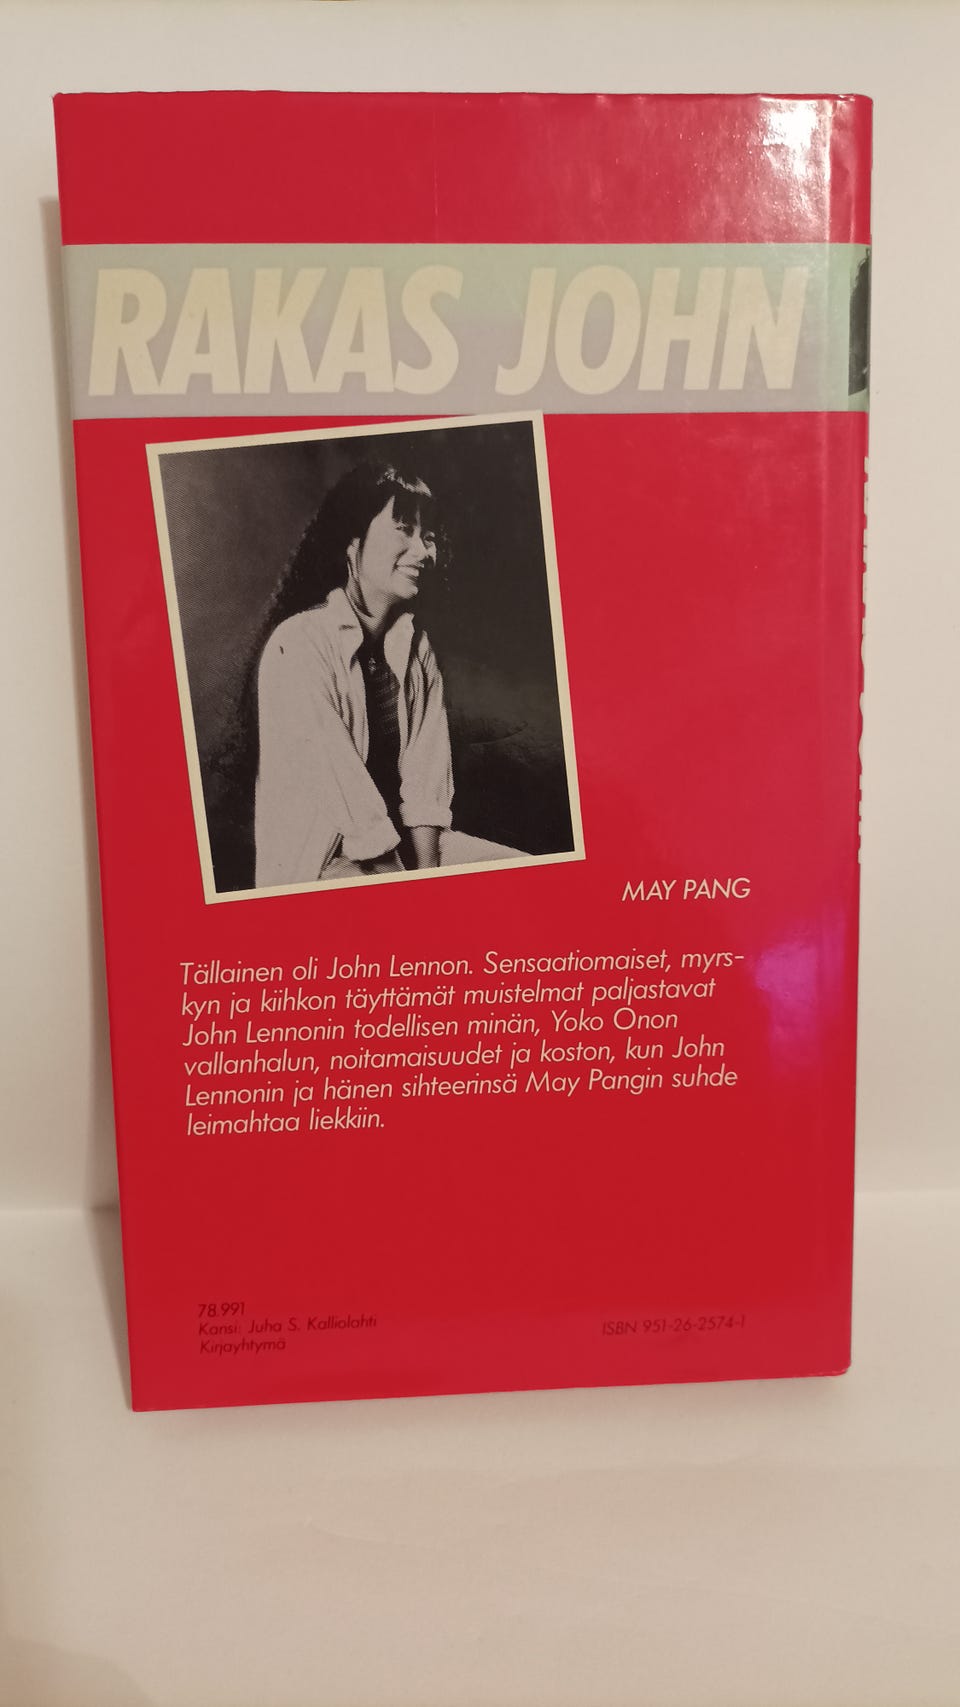 RAKAS JOHN
MAY PANG
Tällainen oli John Lennon. Sensaatiomaiset, myrs-
kyn ja kiihkon täyttämät muistelmat paljastavat
John Lennonin todellisen minän, Yoko Onon
vallanhalun, noitamaisuudet ja koston, kun John
Lennonin ja hänen sihteerinsä May Pangin suhde
leimahtaa liekkiin.
78.991
Kansi: Juha S. Kalliolahti
Kirjayhtymä
ISBN 951-26-2574-1